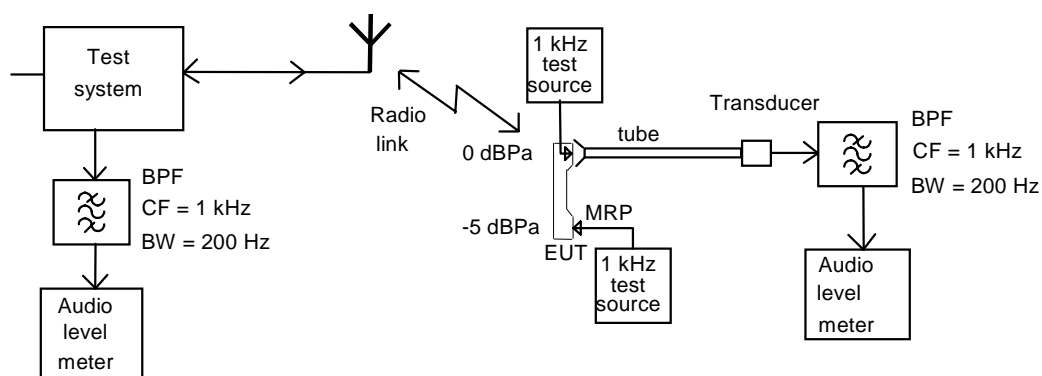 Test
system
Radio
link
BPF
CF = 1 kHz
BW = 200 Hz
Audio
level
meter
1 kHz
test
source
0 dBPa
tube
Transducer
BPF
CF = 1 kHz
BW = 200 Hz
-5 dBPa
MRP
EUT
1 kHz
test
source
Audio
level
meter